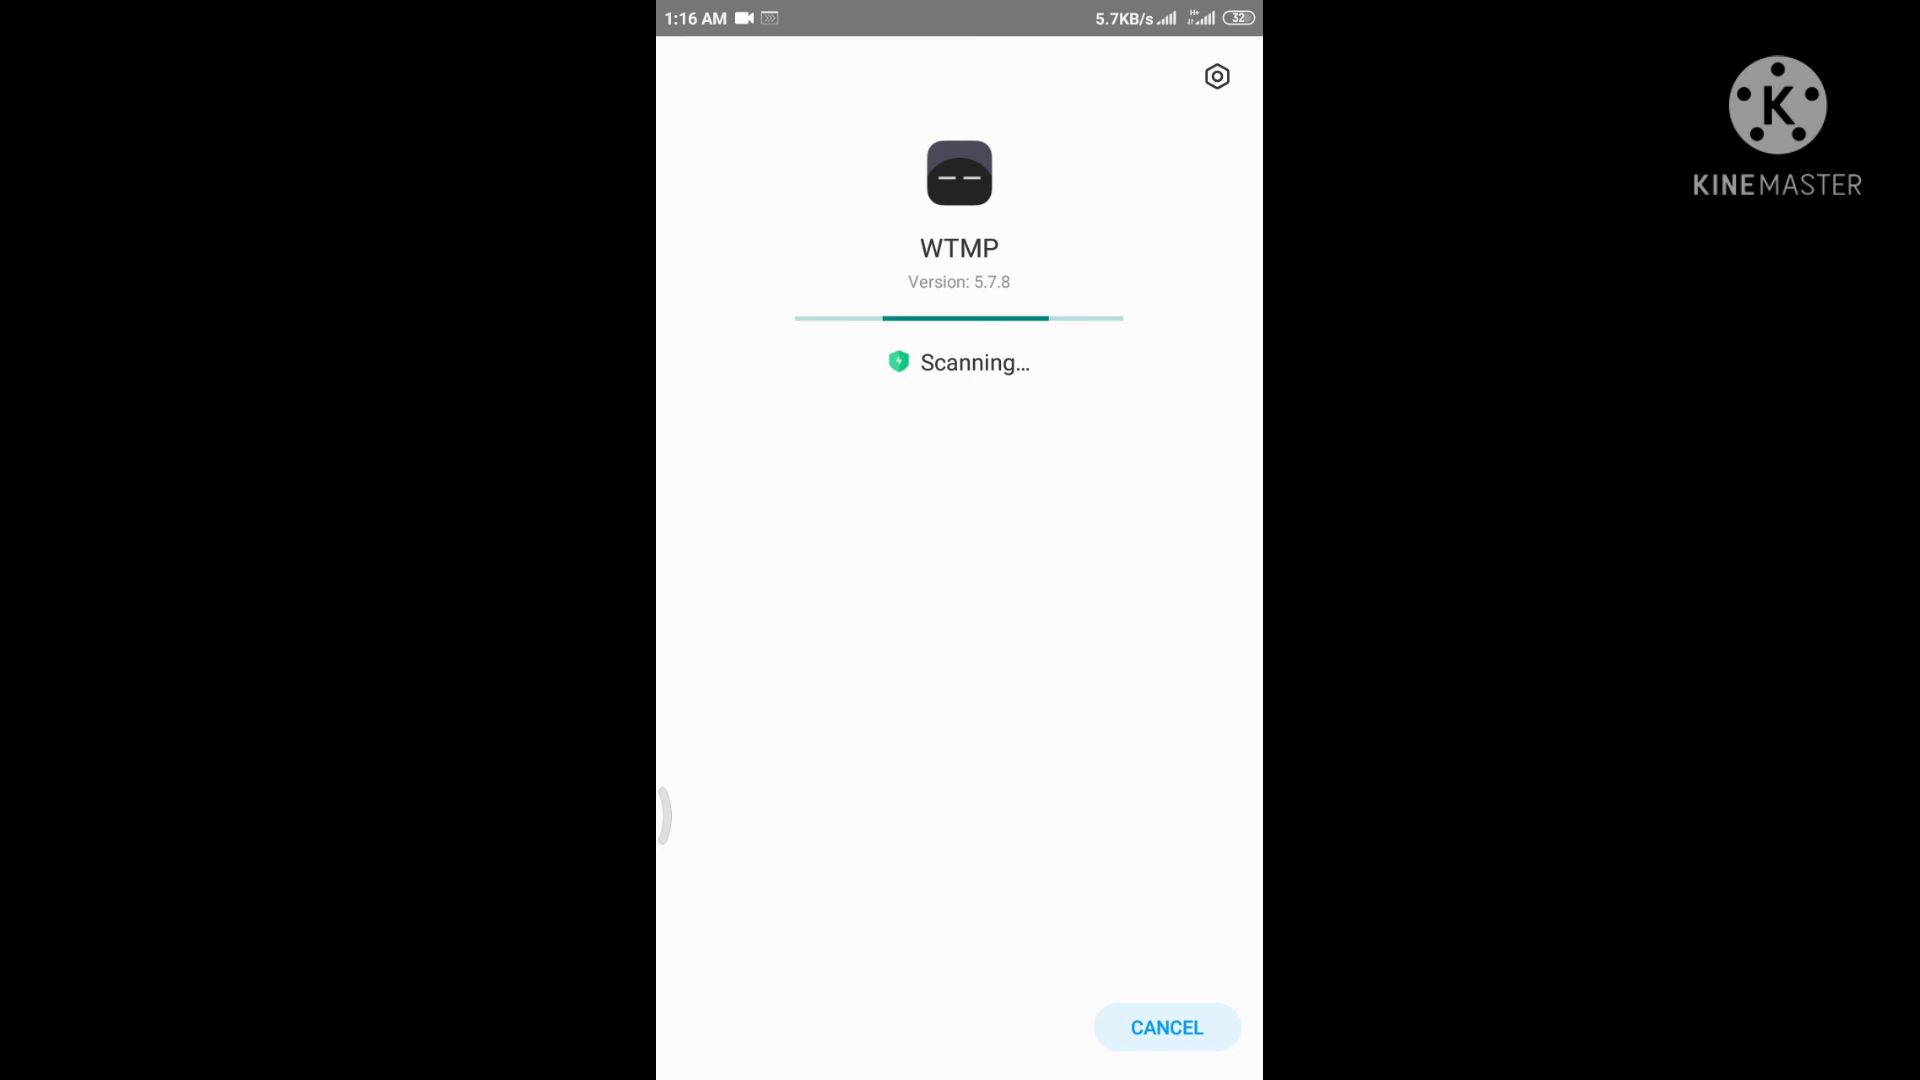 1:16 AM
5.7KB/s
H+
32
K
KINEMASTER
WTMP
Version: 5.7.8
Scanning...
CANCEL